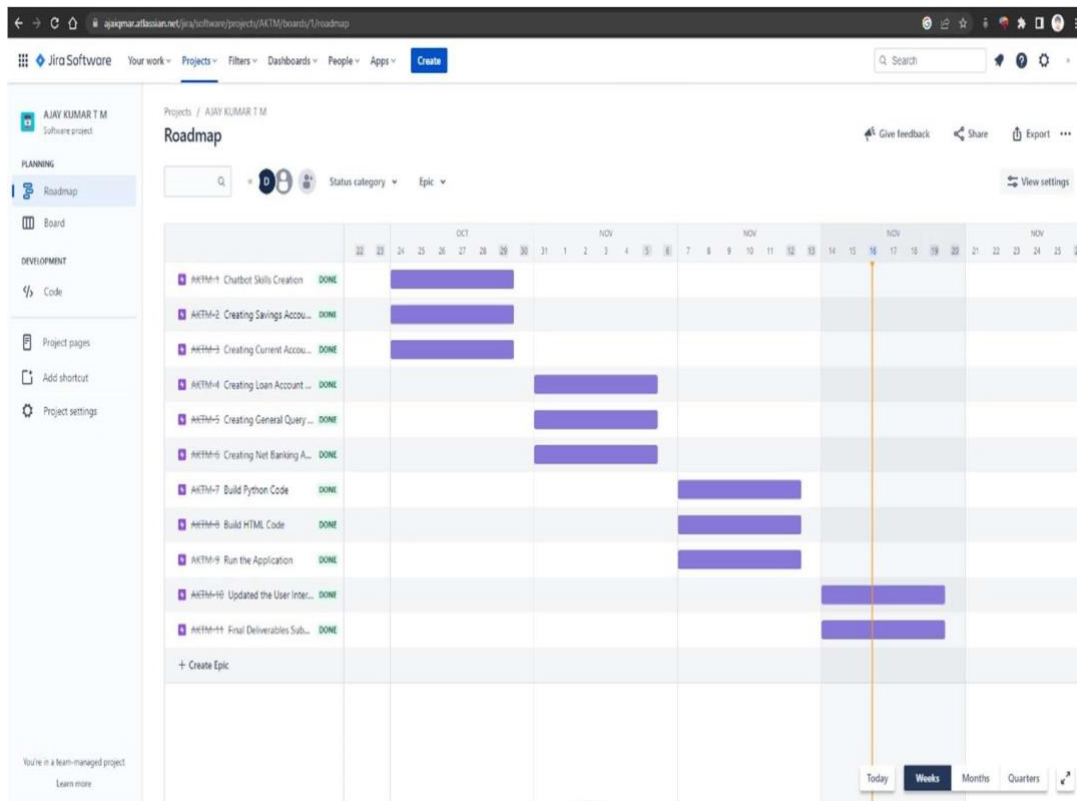 ajaiqmar.atlassian.net/jira/software/projects/AKTM/boards/1/roadmap
Jira Software Your work Projects Filters Dashboards People Apps Create Search
AJAY KUMAR T M
Software project
PLANNING
Roadmap
Board
DEVELOPMENT
Code
Project pages
Add shortcut
Project settings
You're in a team-managed project
Learn more
Projects / AJAY KUMAR T M
Roadmap
Give feedback Share Export
D Status category Epic View settings
OCT NOV NOV NOV NOV
22 23 24 25 26 27 28 29 30 31 1 2 3 4 5 6 7 8 9 10 11 12 13 14 15 16 17 18 19 20 21 22 23 24 25
AKTM-1 Chatbot Skills Creation DONE
AKTM-2 Creating Savings Accou... DONE
AKTM-3 Creating Current Accou... DONE
AKTM-4 Creating Loan Account ... DONE
AKTM-5 Creating General Query ... DONE
AKTM-6 Creating Net Banking A... DONE
AKTM-7 Build Python Code DONE
AKTM-8 Build HTML Code DONE
AKTM-9 Run the Application DONE
AKTM-10 Updated the User Inter... DONE
AKTM-11 Final Deliverables Sub... DONE
+ Create Epic
Today Weeks Months Quarters